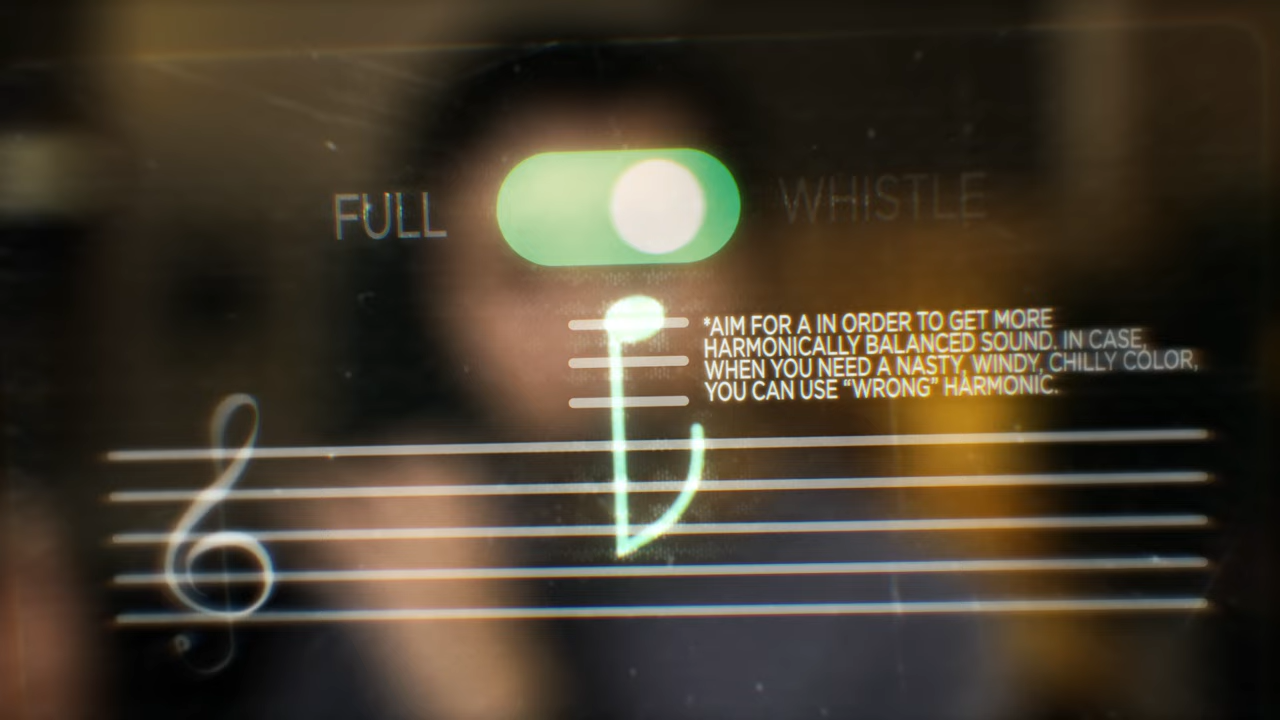 FULL
WHISTLE
*AIM FOR A IN ORDER TO GET MORE
HARMONICALLY BALANCED SOUND. IN CASE,
WHEN YOU NEED A NASTY, WINDY, CHILLY COLOR,
YOU CAN USE “WRONG” HARMONIC.